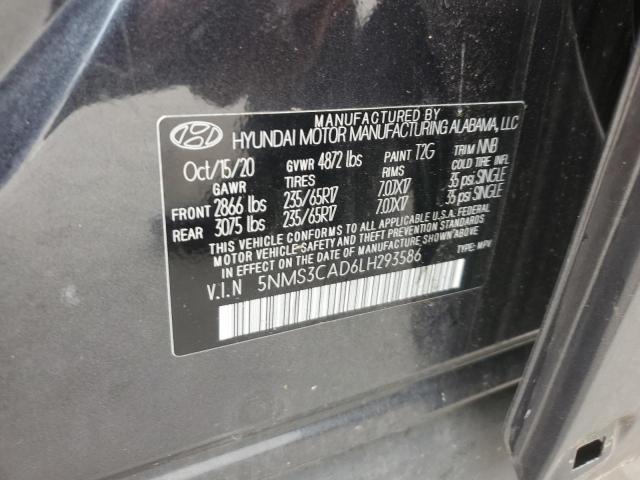 MANUFACTURED BY
HYUNDAI MOTOR MANUFACTURING ALABAMA, LLC
Oct/15/20 GVWR 4872 lbs PAINT T2G TRIM NNB
GAWR TIRES RIMS COLD TIRE INFL
FRONT 2866 lbs 235/65R17 7.0JX17 35 psi SINGLE
REAR 3075 lbs 235/65R17 7.0JX17 35 psi SINGLE
THIS VEHICLE CONFORMS TO ALL APPLICABLE U.S.A. FEDERAL
MOTOR VEHICLE SAFETY AND THEFT PREVENTION STANDARDS
IN EFFECT ON THE DATE OF MANUFACTURE SHOWN ABOVE.
V.I.N 5NMS3CAD6LH293586 TYPE: MPV